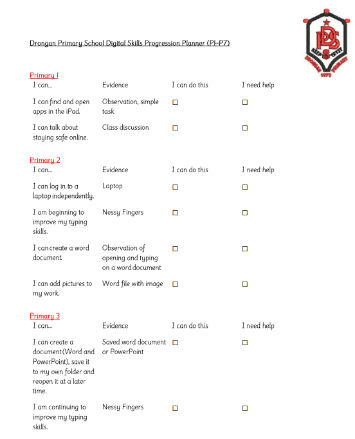 Drongan Primary School Digital Skills Progression Planner (P1-P7)
Primary 1
I can... Evidence I can do this I need help
I can find and open Observation, simple ☐ ☐
apps in the iPad. task
I can talk about Class discussion ☐ ☐
staying safe online.
Primary 2
I can... Evidence I can do this I need help
I can log in to a Laptop ☐ ☐
laptop independently.
I am beginning to Nessy Fingers ☐ ☐
improve my typing
skills.
I can create a word Observation of ☐ ☐
document. opening and typing
on a word document
I can add pictures to Word file with image ☐ ☐
my work.
Primary 3
I can... Evidence I can do this I need help
I can create a Saved word document ☐ ☐
document (Word and or PowerPoint
PowerPoint), save it
to my own folder and
reopen it at a later
time.
I am continuing to Nessy Fingers ☐ ☐
improve my typing
skills.